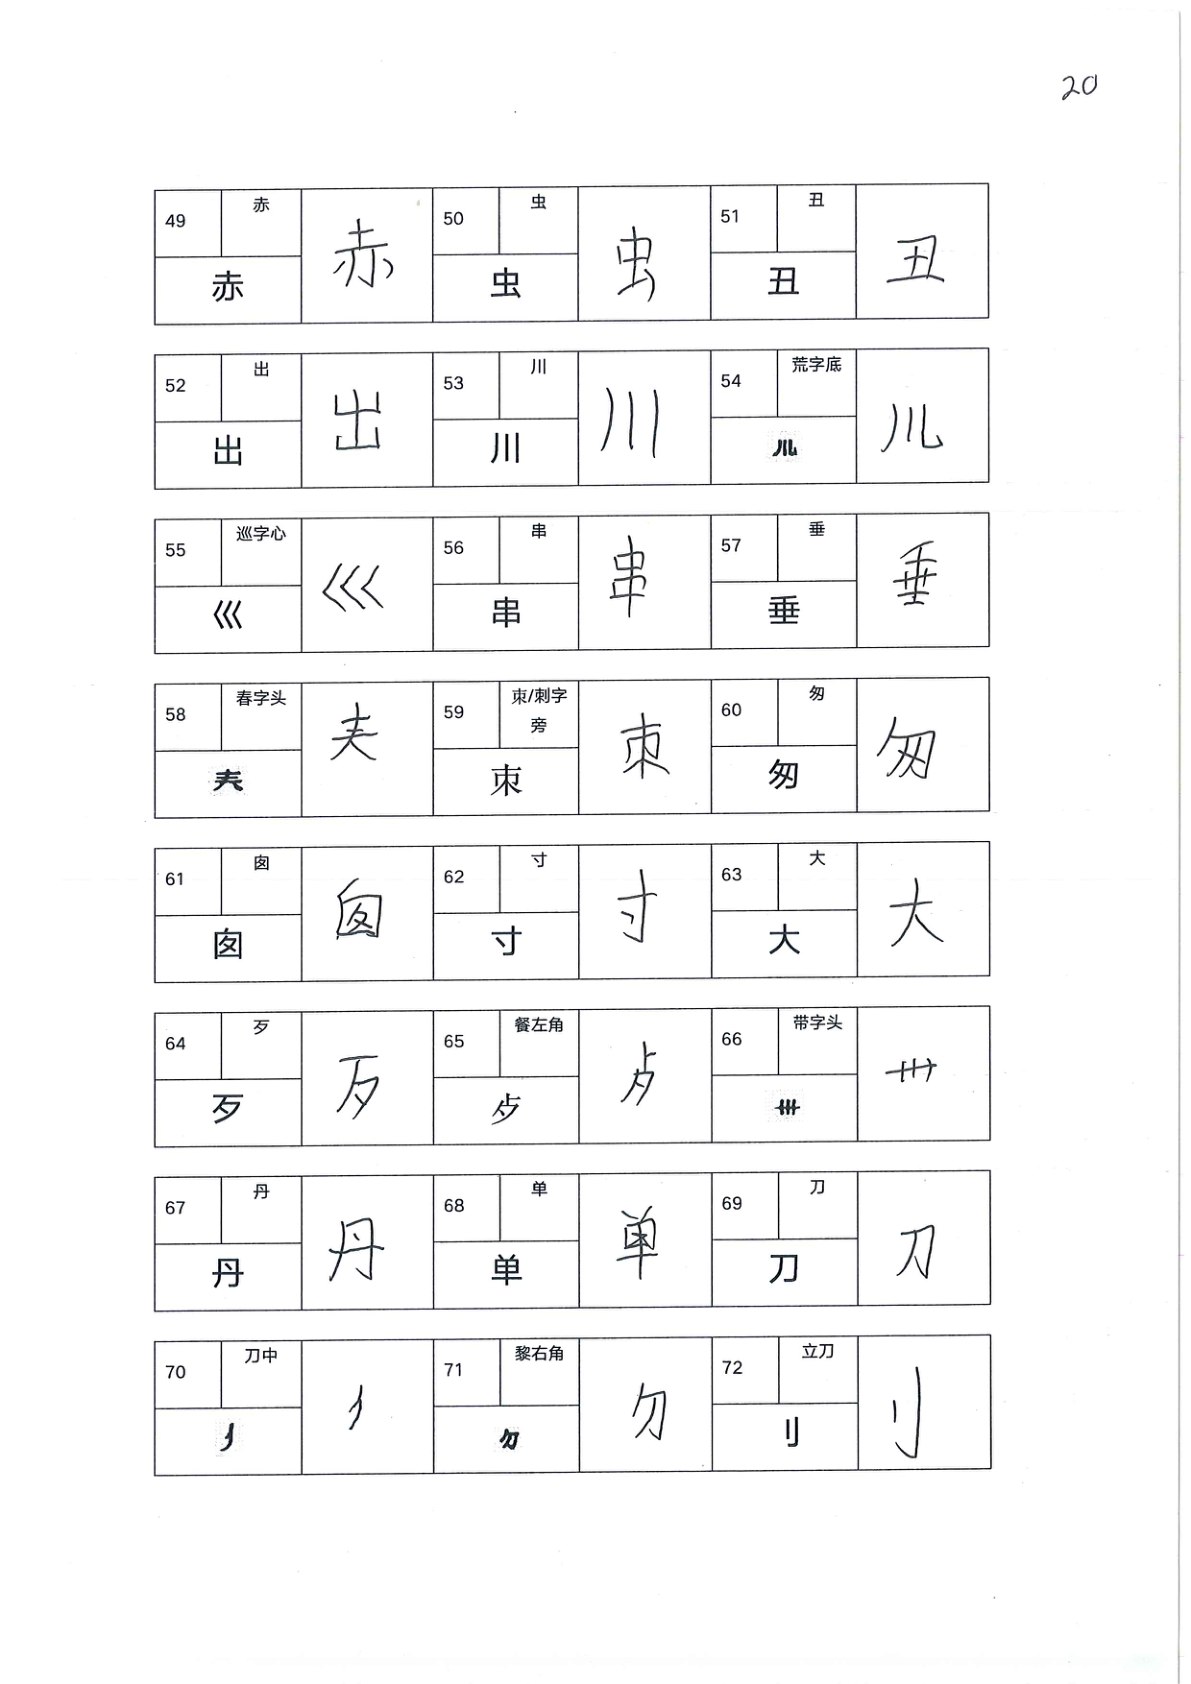 20
49 赤 赤 赤 50 虫 虫 虫 51 丑 丑 丑
52 出 出 出 53 川 川 川 54 荒字底 㐬 儿
55 巡字心 巛 巛 56 串 串 串 57 垂 垂 垂
58 春字头 𡗗 𡗗 59 朿/刺字旁 朿 朿 60 匆 匆 匆
61 囱 囱 囱 62 寸 寸 寸 63 大 大 大
64 歹 歹 歹 65 餐左角 𣦵 𣦵 66 带字头 卅 卅
67 丹 丹 丹 68 单 单 单 69 刀 刀 刀
70 刀中 71 黎右角 勿 勿 72 立刀 刂 刂